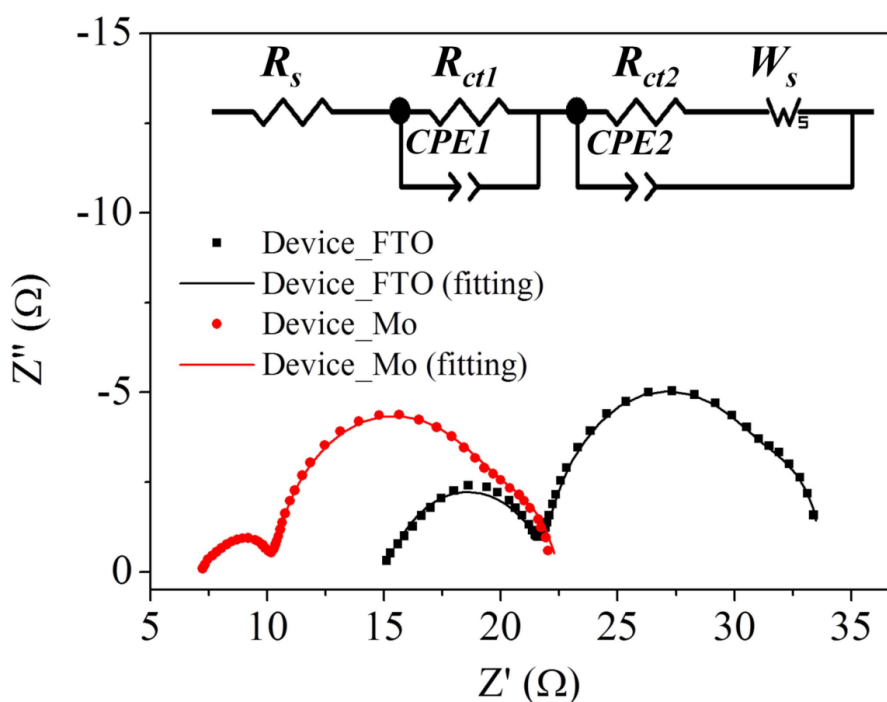 -15
R_s R_ct1 R_ct2 W_s
CPE1 CPE2
W s
-10
Device_FTO
Device_FTO (fitting)
Device_Mo
Device_Mo (fitting)
Z" (Ω)
-5
0
5 10 15 20 25 30 35
Z' (Ω)